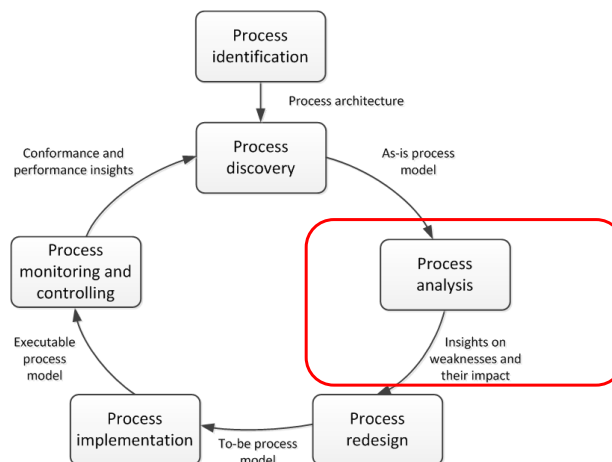 Process
identification
Process architecture
Process
discovery
Conformance and
performance insights
As-is process
model
Process
monitoring and
controlling
Process
analysis
Executable
process
model
Insights on
weaknesses and
their impact
Process
implementation
Process
redesign
To-be process
model